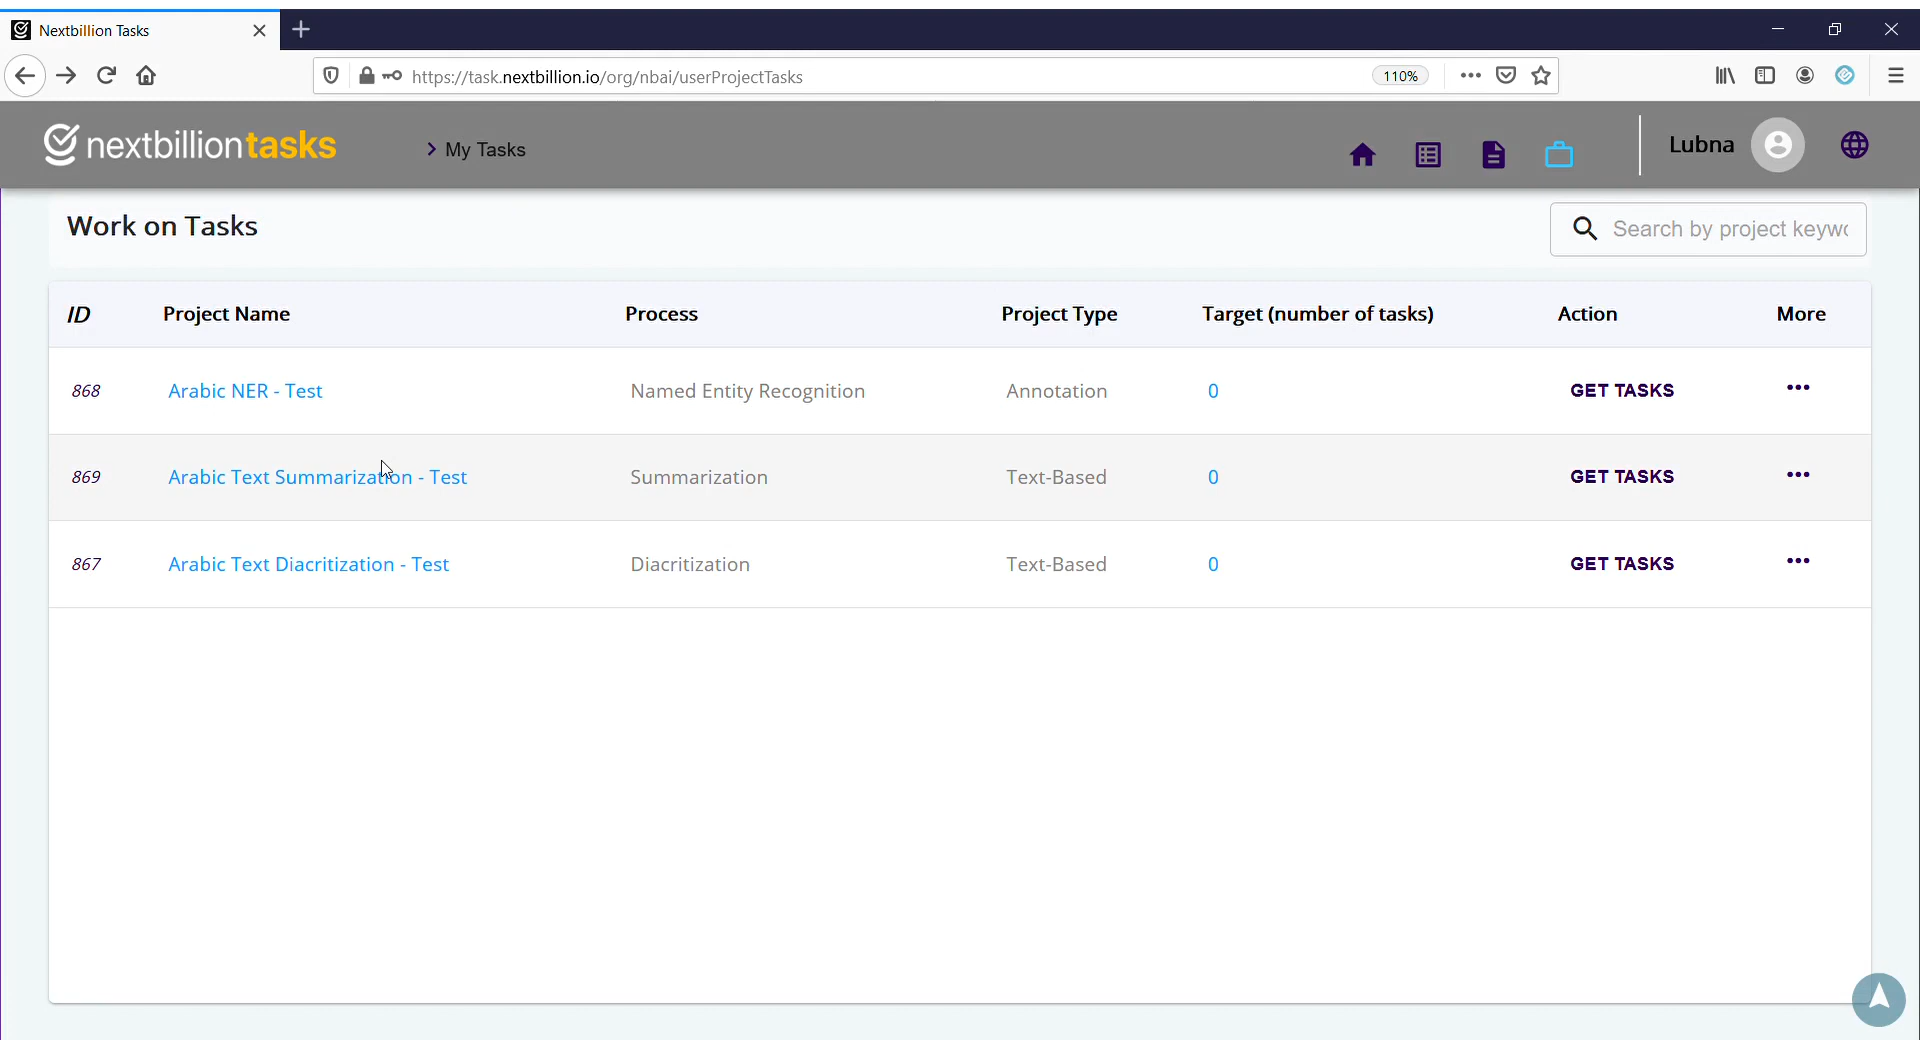 Nextbillion Tasks
https://task.nextbillion.io/org/nbai/userProjectTasks
110%
nextbilliontasks
My Tasks
Lubna
Work on Tasks
Search by project keywo
ID Project Name Process Project Type Target (number of tasks) Action More
868 Arabic NER - Test Named Entity Recognition Annotation 0 GET TASKS
869 Arabic Text Summarization - Test Summarization Text-Based 0 GET TASKS
867 Arabic Text Diacritization - Test Diacritization Text-Based 0 GET TASKS